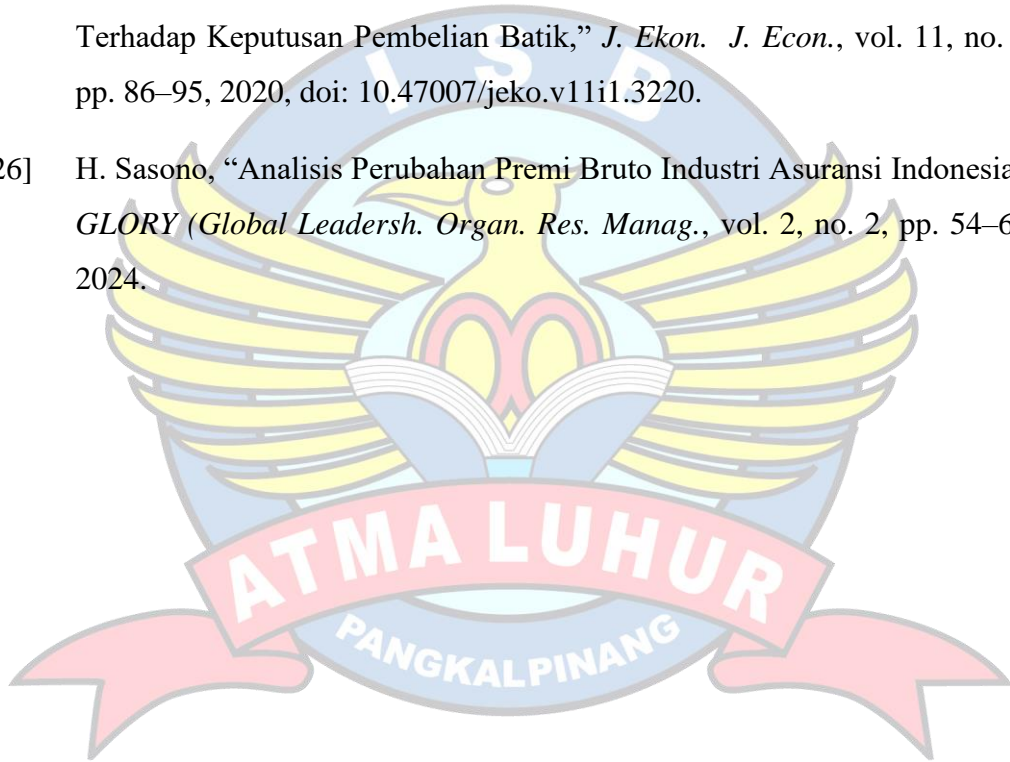 Terhadap Keputusan Pembelian Batik,” J. Ekon. J. Econ., vol. 11, no.
pp. 86–95, 2020, doi: 10.47007/jeko.v11i1.3220.
26] H. Sasono, “Analisis Perubahan Premi Bruto Industri Asuransi Indonesia
GLORY (Global Leadersh. Organ. Res. Manag., vol. 2, no. 2, pp. 54–6
2024.
I S B
ATMA LUHUR
PANGKALPINANG